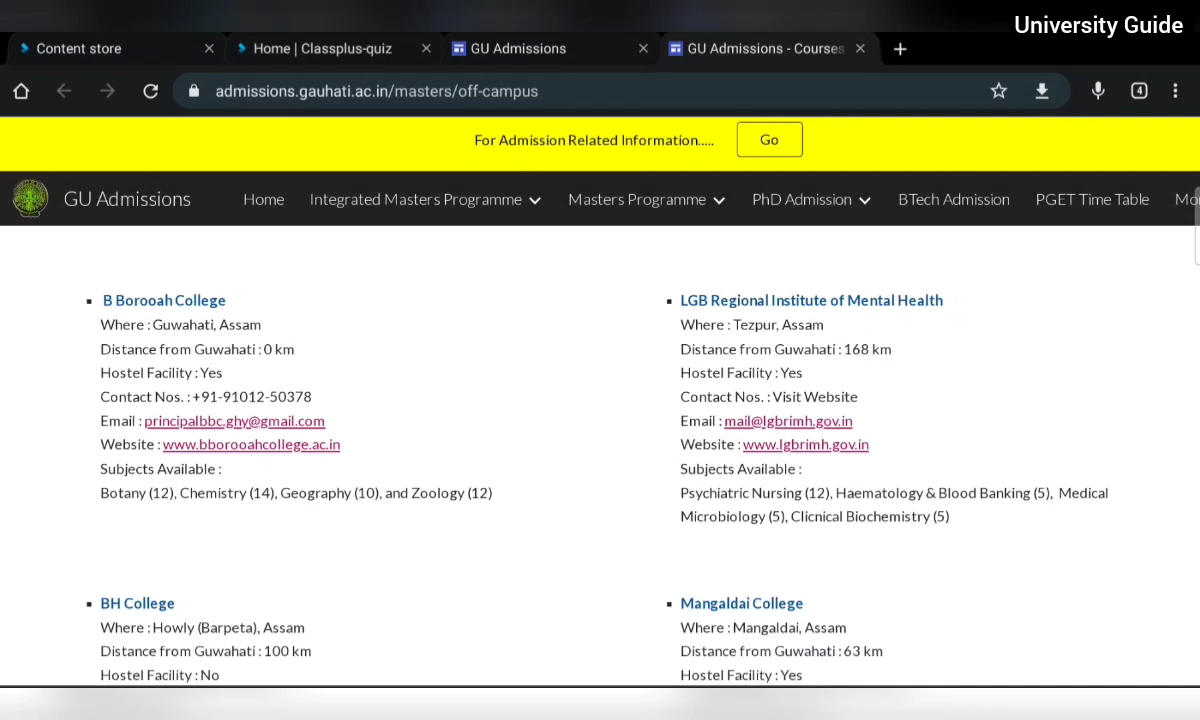 University Guide
Content store
Home | Classplus-quiz
GU Admissions
GU Admissions - Courses
admissions.gauhati.ac.in/masters/off-campus
4
For Admission Related Information.....
Go
GU Admissions
Home
Integrated Masters Programme
Masters Programme
PhD Admission
BTech Admission
PGET Time Table
B Borooah College
Where : Guwahati, Assam
Distance from Guwahati : 0 km
Hostel Facility : Yes
Contact Nos. : +91-91012-50378
Email : principalbbc.ghy@gmail.com
Website : www.bborooahcollege.ac.in
Subjects Available :
Botany (12), Chemistry (14), Geography (10), and Zoology (12)
LGB Regional Institute of Mental Health
Where : Tezpur, Assam
Distance from Guwahati : 168 km
Hostel Facility : Yes
Contact Nos. : Visit Website
Email : mail@lgbrimh.gov.in
Website : www.lgbrimh.gov.in
Subjects Available :
Psychiatric Nursing (12), Haematology & Blood Banking (5), Medical
Microbiology (5), Clicnical Biochemistry (5)
BH College
Where : Howly (Barpeta), Assam
Distance from Guwahati : 100 km
Hostel Facility : No
Mangaldai College
Where : Mangaldai, Assam
Distance from Guwahati : 63 km
Hostel Facility : Yes